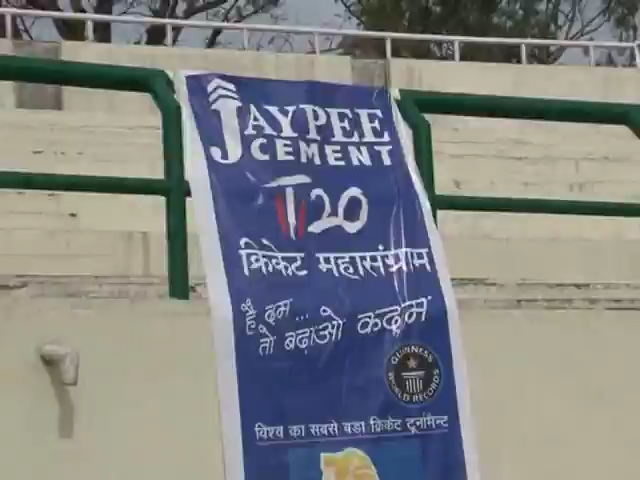 JAYPEE
CEMENT
T20
क्रिकेट महासंग्राम
है दम...
तो बढ़ाओ कदम
GUINNESS
WORLD RECORDS
विश्व का सबसे बड़ा क्रिकेट टूर्नामेन्ट